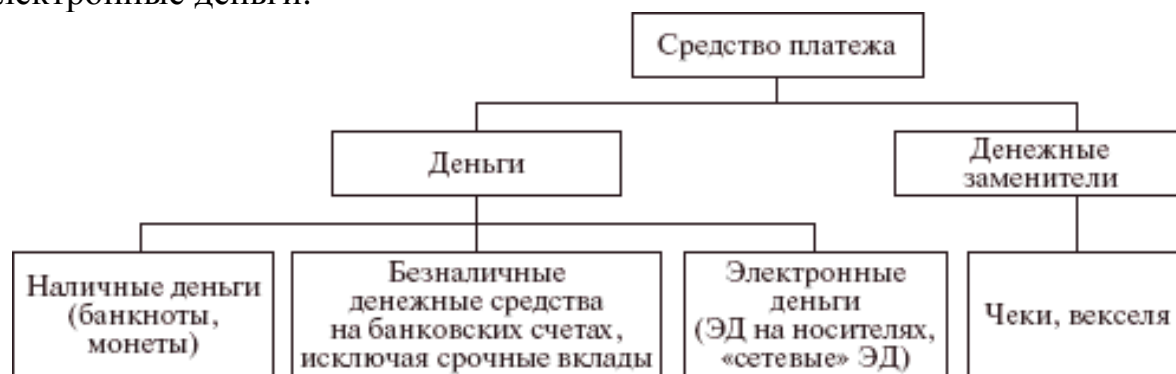 электронные деньги.
Средство платежа
Деньги
Денежные
заменители
Наличные деньги
(банкноты,
монеты)
Безналичные
денежные средства
на банковских счетах,
исключая срочные вклады
Электронные
деньги
(ЭД на носителях,
«сетевые» ЭД)
Чеки, векселя